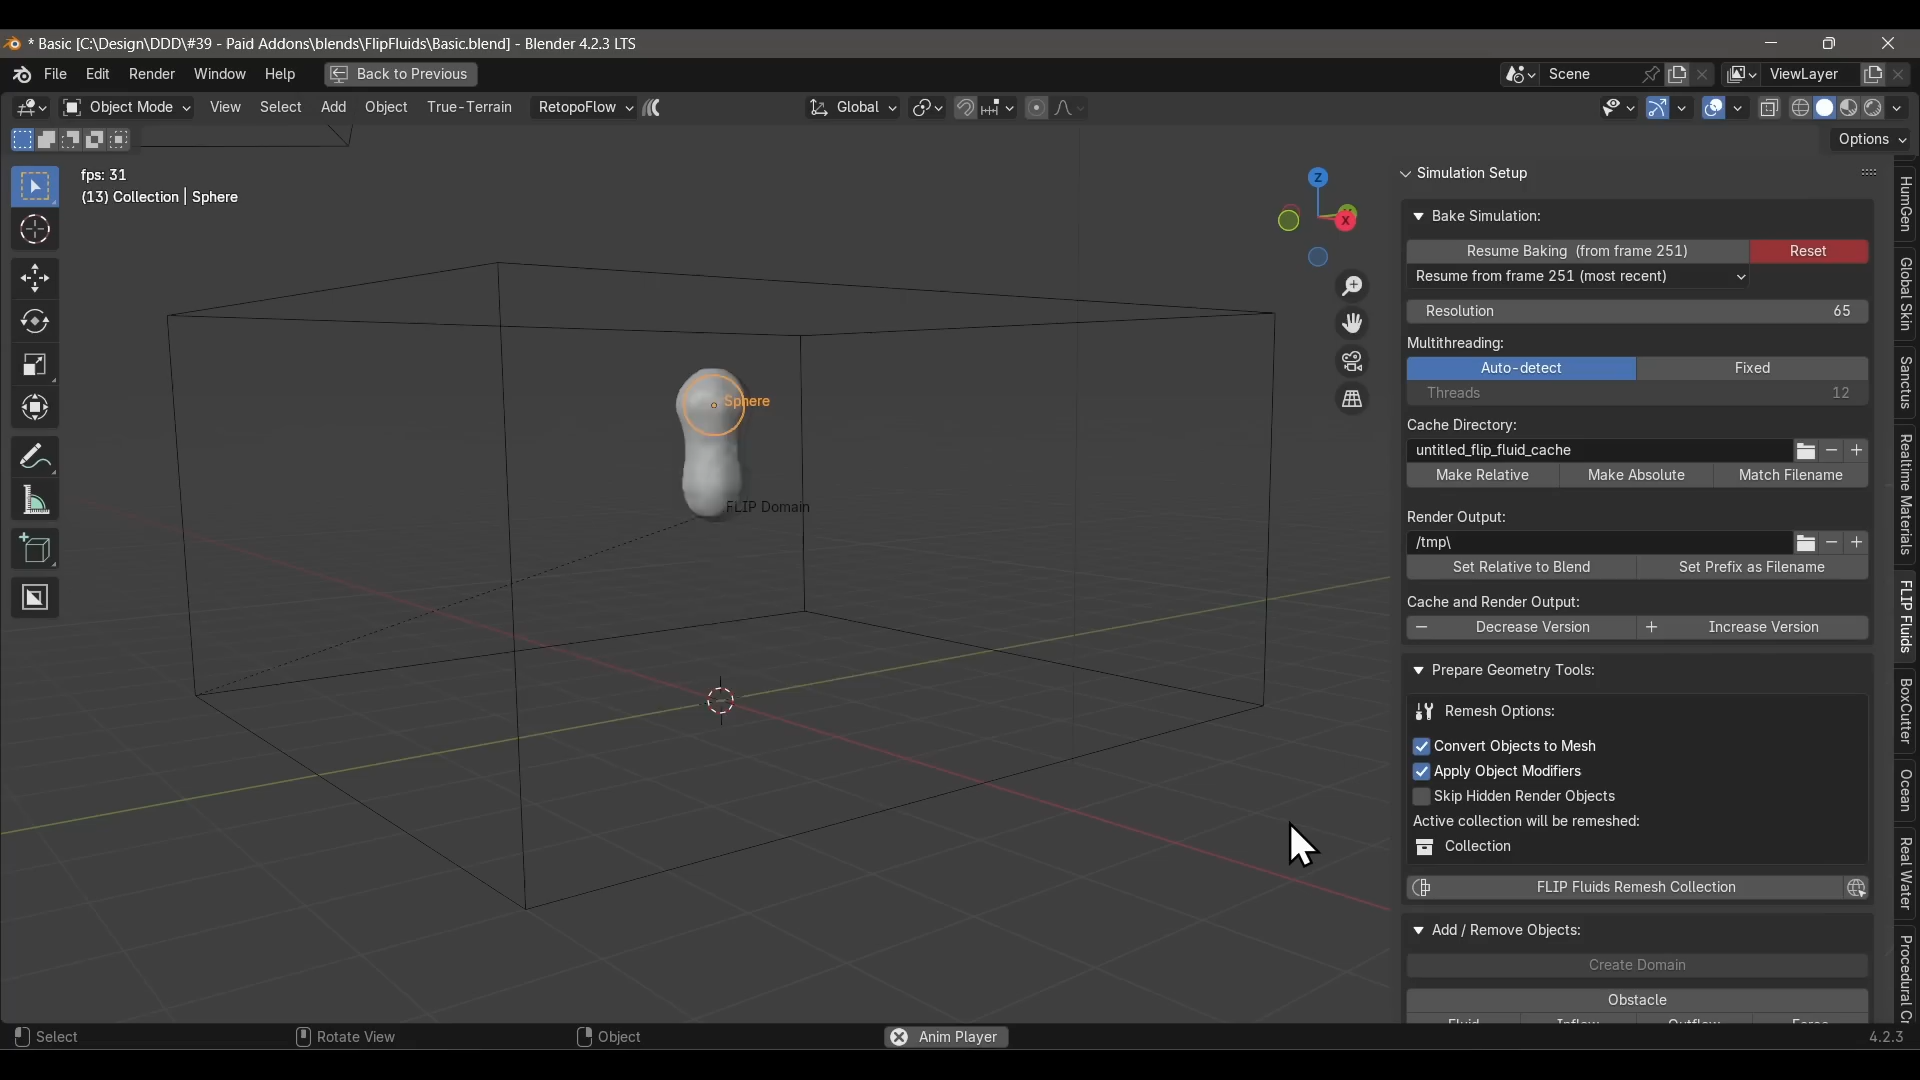 * Basic [C:\Design\DDD\#39 - Paid Addons\blends\FlipFluids\Basic.blend] - Blender 4.2.3 LTS
File Edit Render Window Help Back to Previous Scene ViewLayer
Object Mode View Select Add Object True-Terrain RetopoFlow Global
Options
fps: 31
(13) Collection | Sphere
Z
X
Sphere
FLIP Domain
Simulation Setup
Bake Simulation:
Resume Baking (from frame 251) Reset
Resume from frame 251 (most recent)
Resolution 65
Multithreading:
Auto-detect Fixed
Threads 12
Cache Directory:
untitled_flip_fluid_cache
Make Relative Make Absolute Match Filename
Render Output:
/tmp\
Set Relative to Blend Set Prefix as Filename
Cache and Render Output:
Decrease Version Increase Version
Prepare Geometry Tools:
Remesh Options:
Convert Objects to Mesh
Apply Object Modifiers
Skip Hidden Render Objects
Active collection will be remeshed:
Collection
FLIP Fluids Remesh Collection
Add / Remove Objects:
Create Domain
Obstacle
Fluid Inflow Outflow Force
HumGen
Global Skin
Sanctus
Realtime Materials
FLIP Fluids
BoxCutter
Ocean
Real Water
Procedural Cr
Select Rotate View Object Anim Player 4.2.3